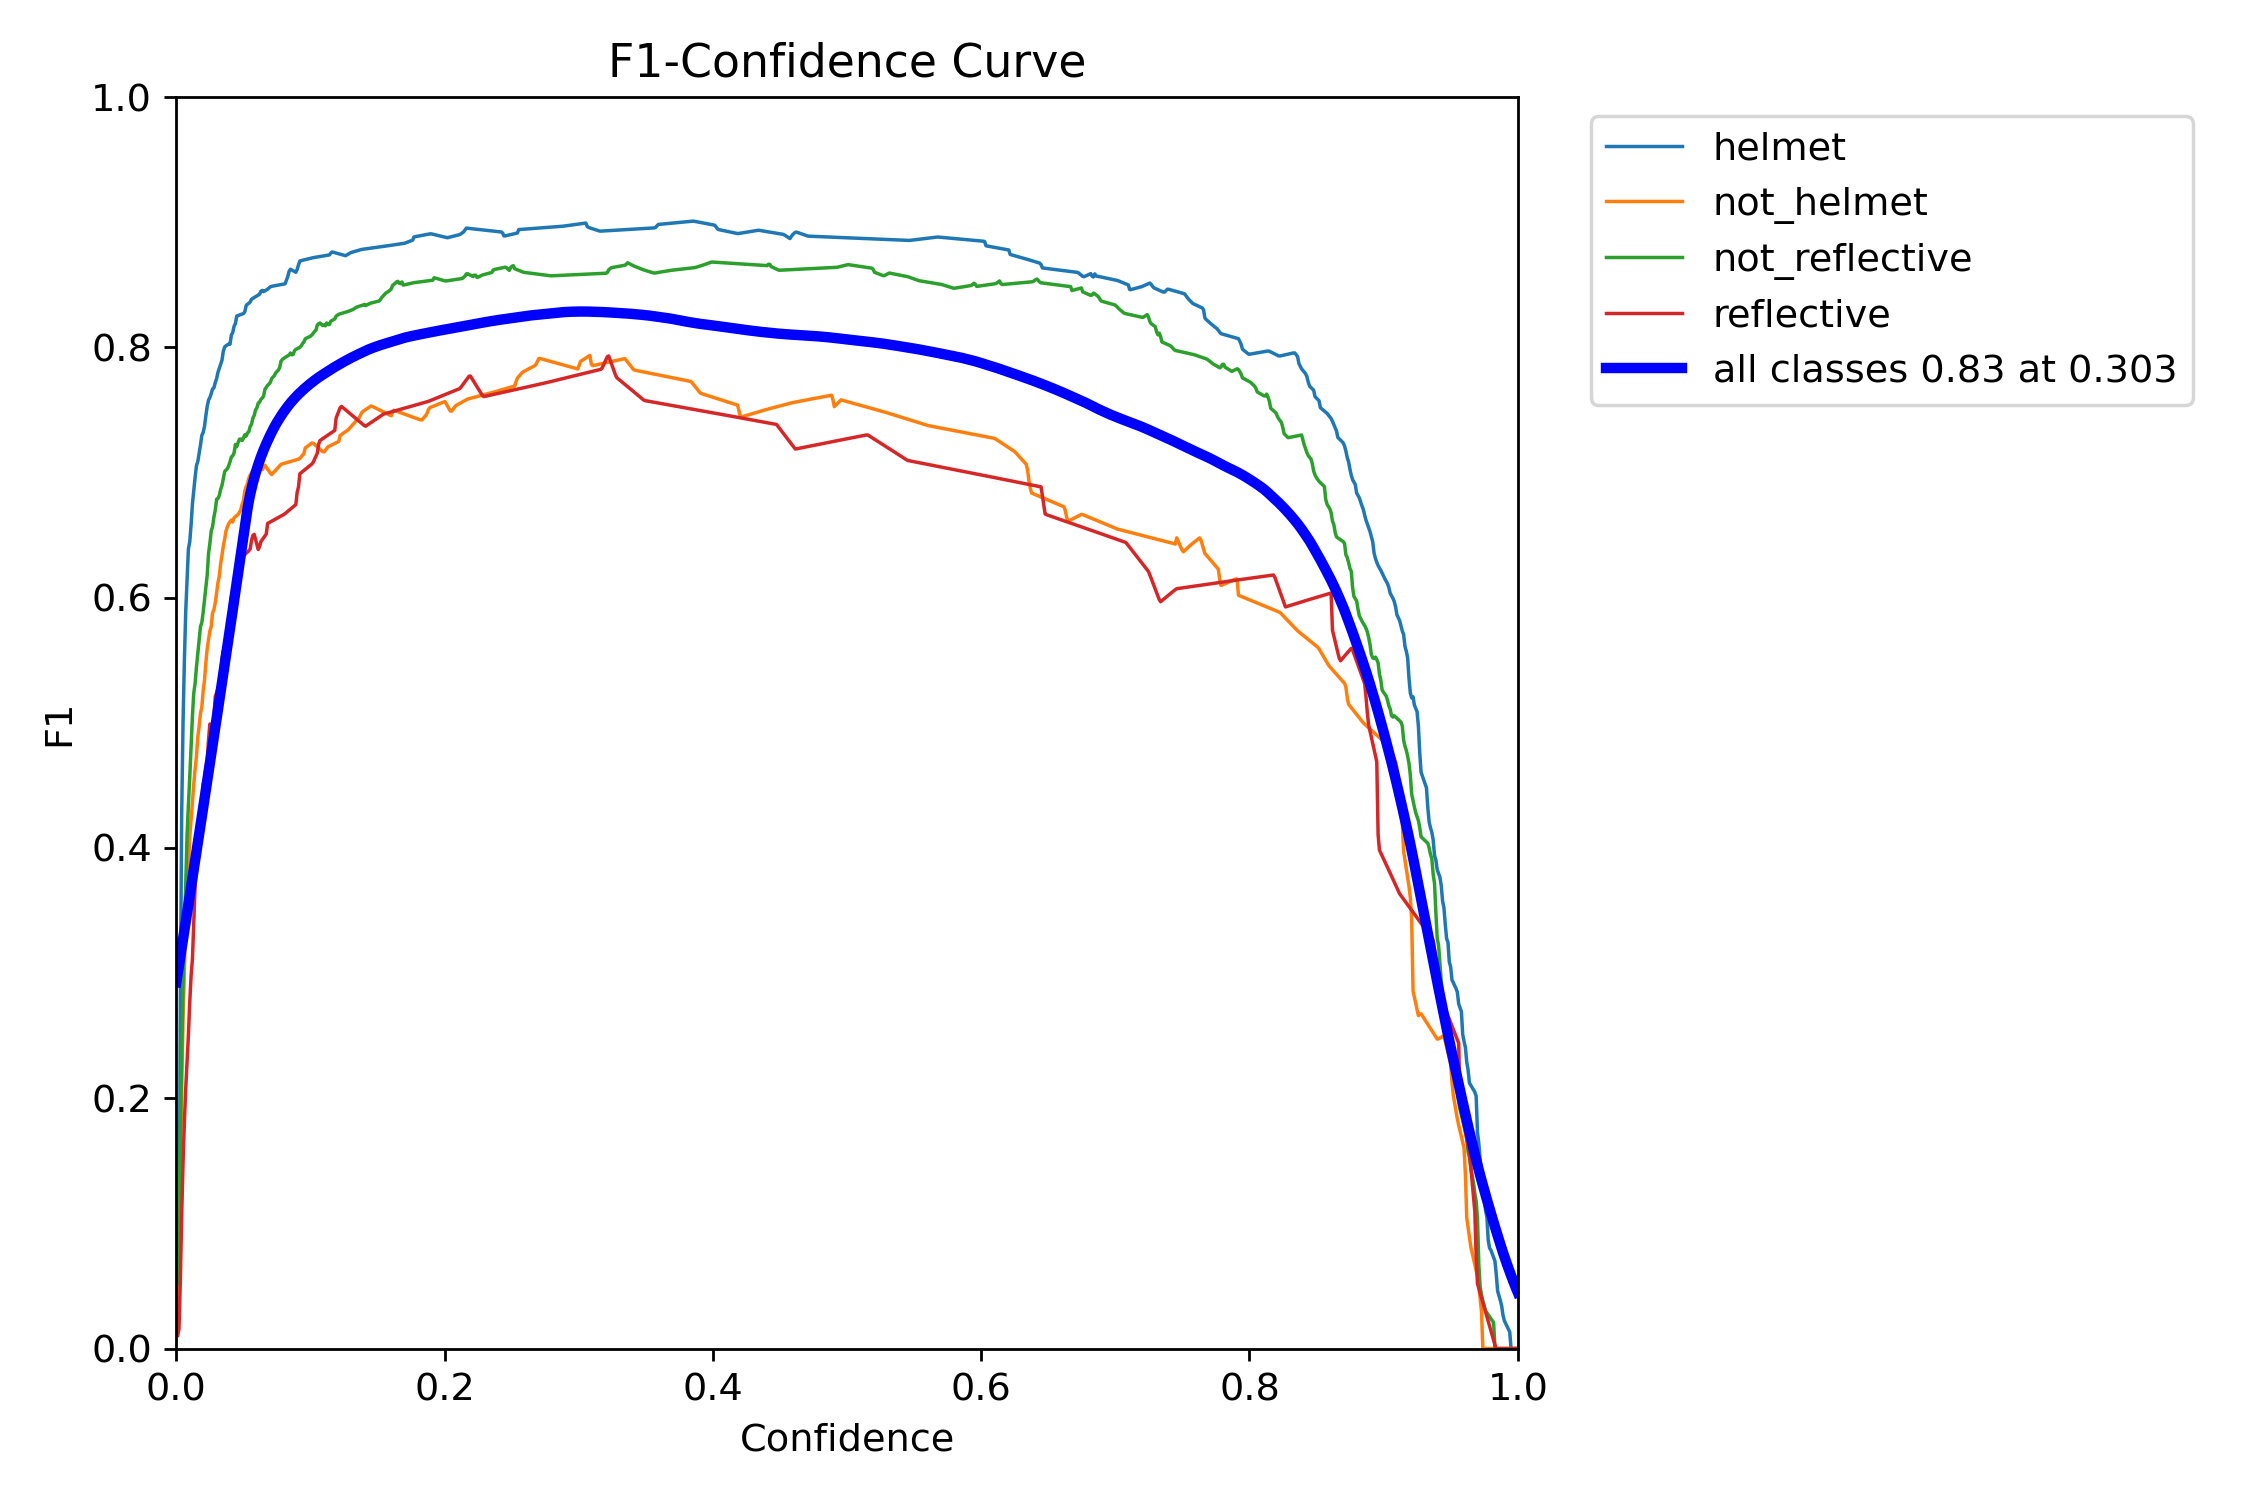 F1-Confidence Curve
1.0
0.8
0.6
0.4
0.2
0.0
F1
0.0 0.2 0.4 0.6 0.8 1.0
Confidence
helmet
not_helmet
not_reflective
reflective
all classes 0.83 at 0.303